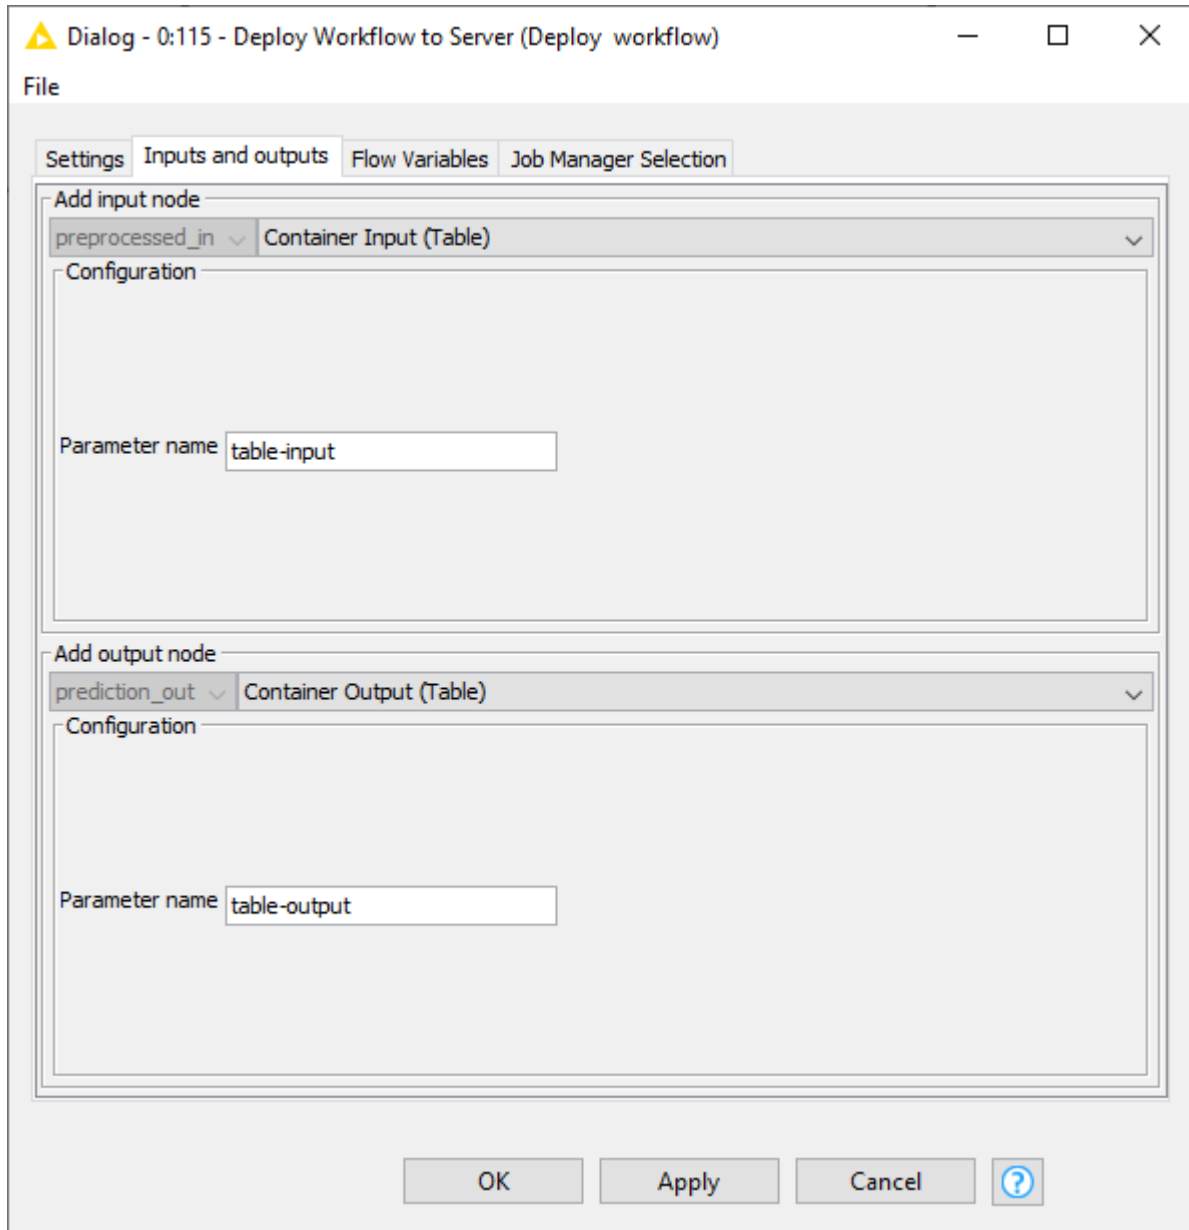 Dialog - 0:115 - Deploy Workflow to Server (Deploy  workflow)
File
Settings Inputs and outputs Flow Variables Job Manager Selection
Add input node
preprocessed_in Container Input (Table)
Configuration
Parameter name table-input
Add output node
prediction_out Container Output (Table)
Configuration
Parameter name table-output
OK Apply Cancel ?